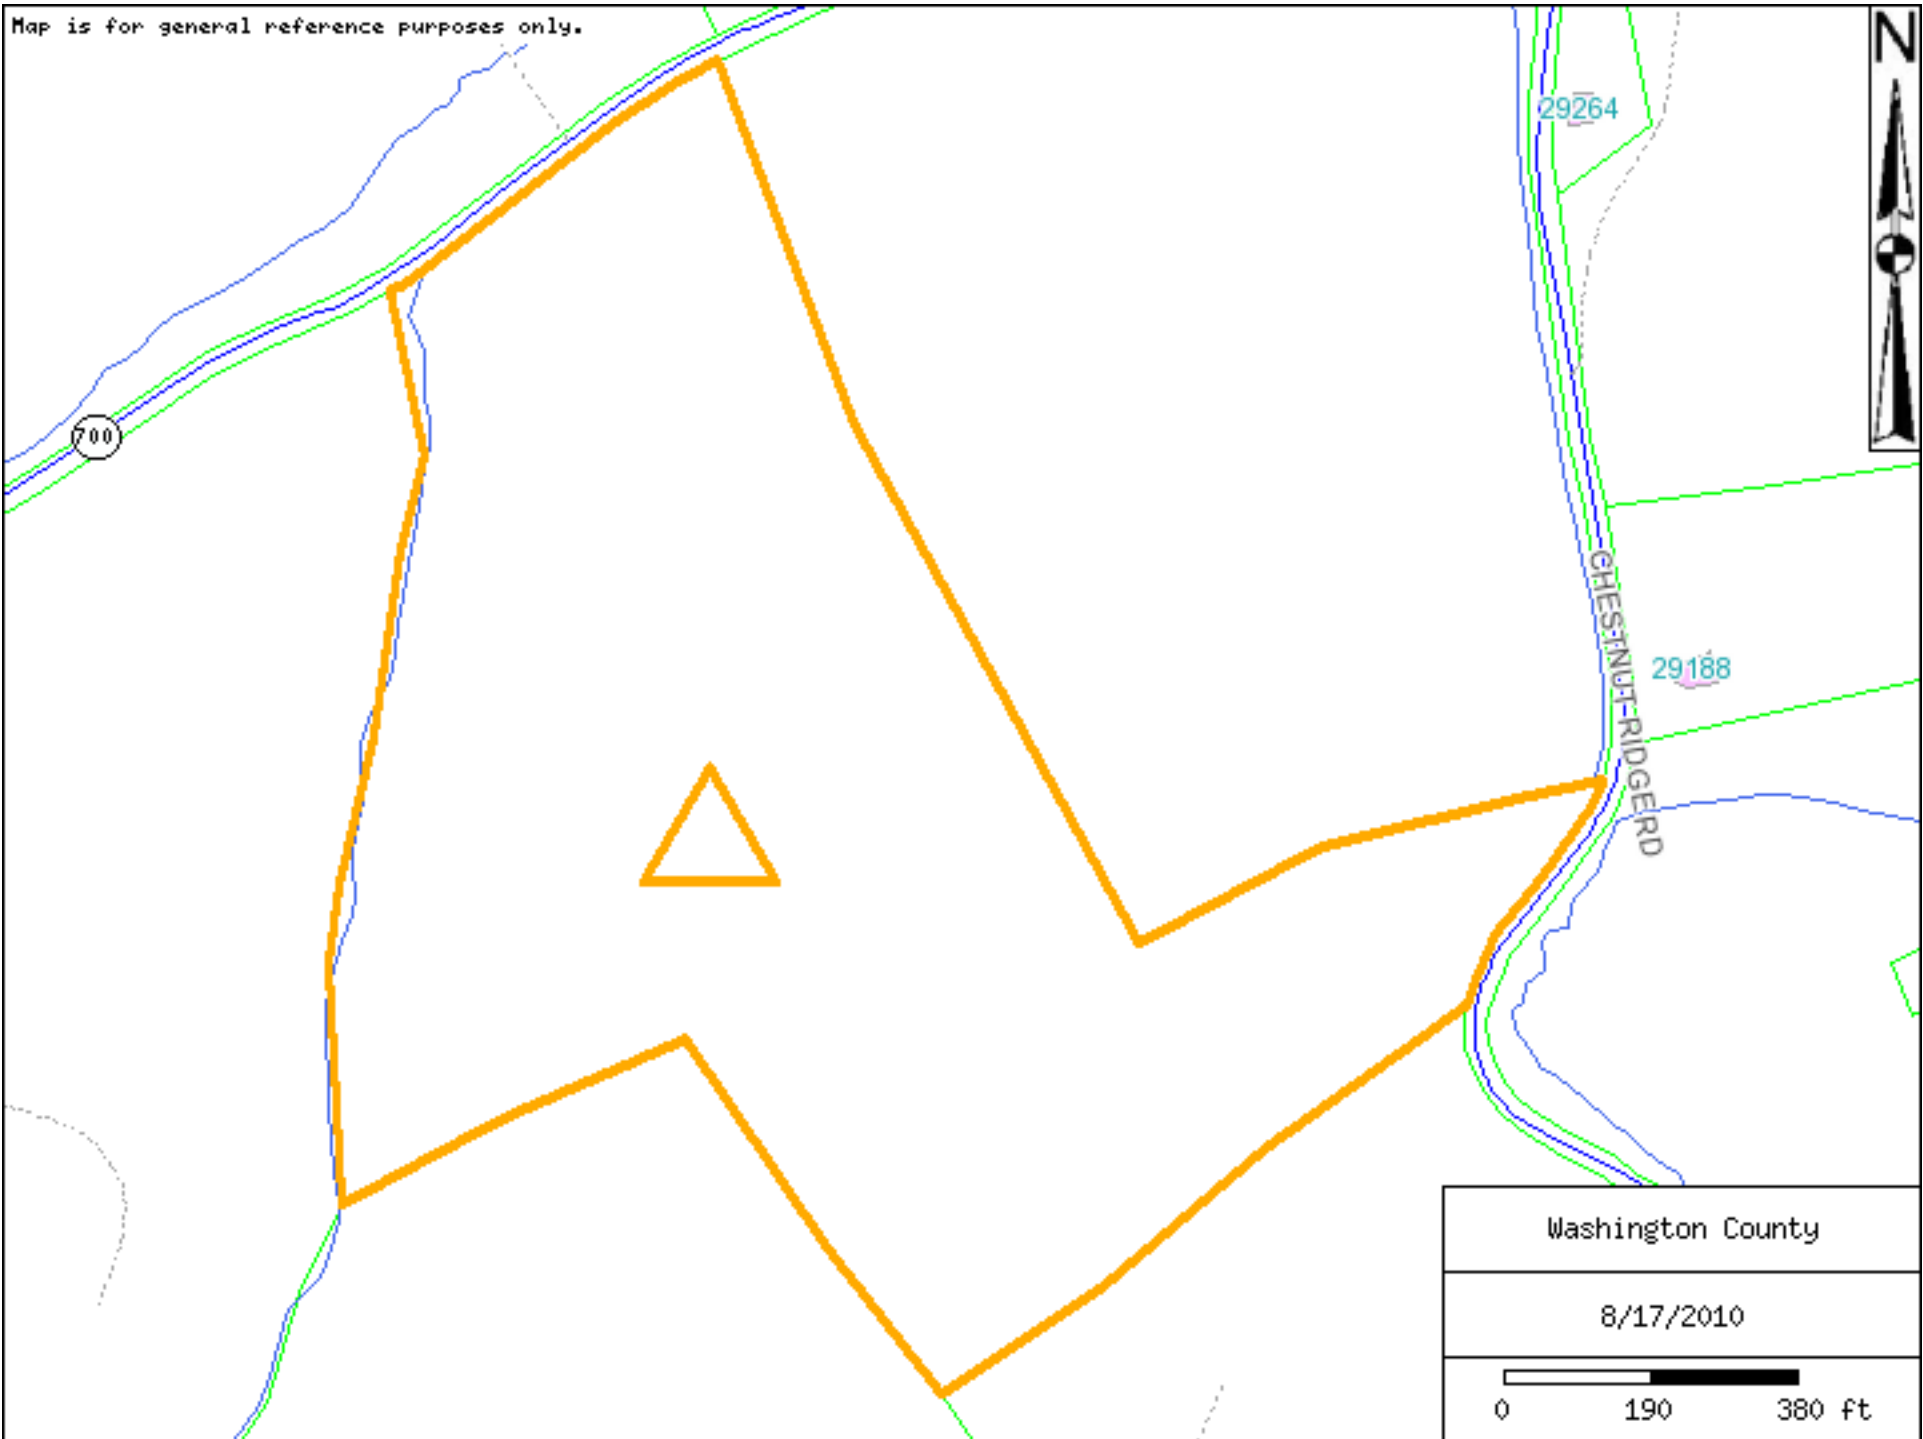 Map is for general reference purposes only.
N
29264
700
CHESTNUT RIDGE RD
29188
Washington County
8/17/2010
0 190 380 ft